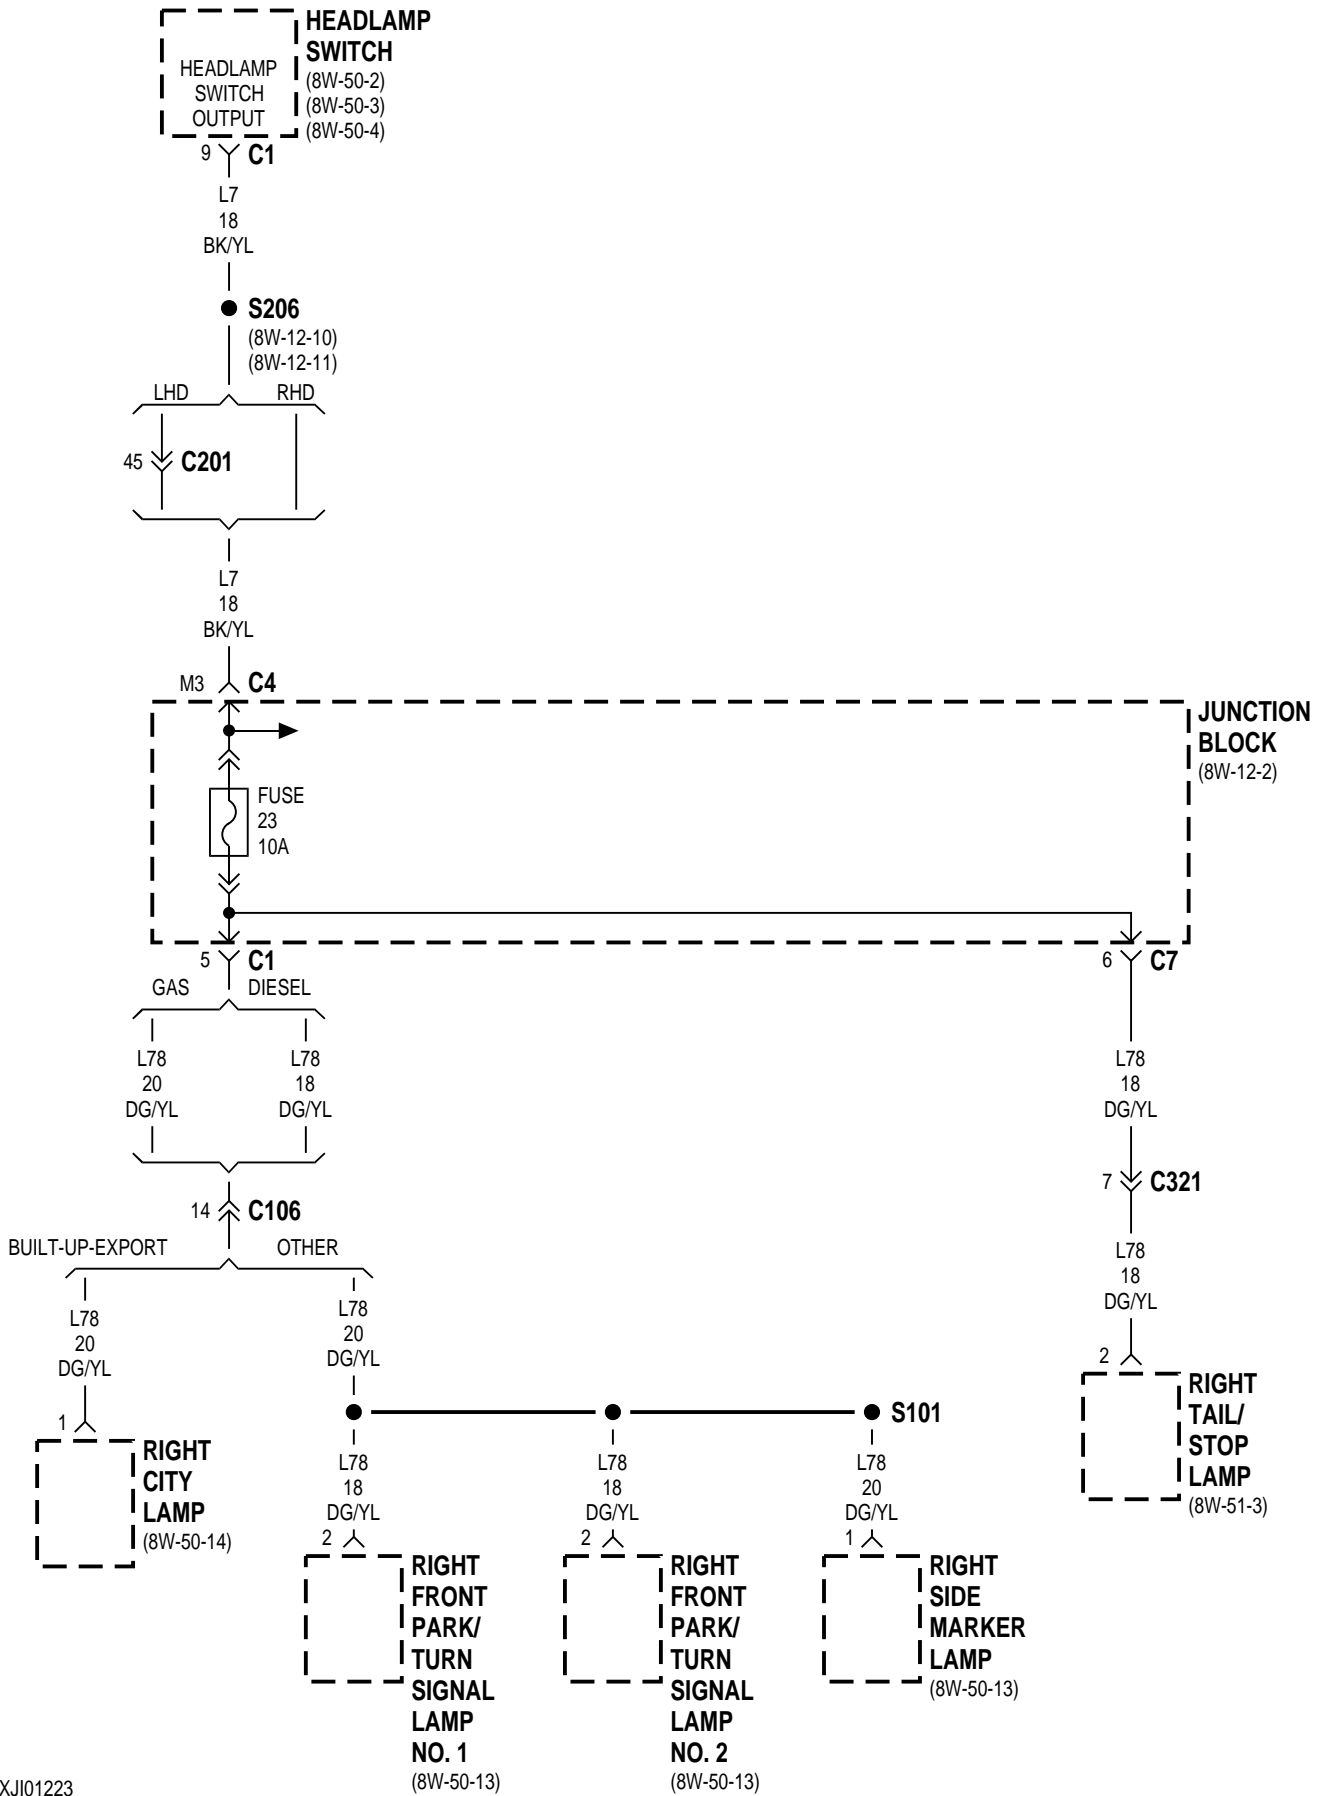 HEADLAMP
SWITCH
(8W-50-2)
(8W-50-3)
(8W-50-4)
HEADLAMP
SWITCH
OUTPUT
9 C1
L7
18
BK/YL
S206
(8W-12-10)
(8W-12-11)
LHD RHD
45 C201
L7
18
BK/YL
M3 C4
JUNCTION
BLOCK
(8W-12-2)
FUSE
23
10A
5 C1
6 C7
GAS DIESEL
L78
20
DG/YL
L78
18
DG/YL
L78
18
DG/YL
7 C321
14 C106
BUILT-UP-EXPORT OTHER
L78
18
DG/YL
L78
20
DG/YL
L78
20
DG/YL
2
RIGHT
TAIL/
STOP
LAMP
(8W-51-3)
S101
1
RIGHT
CITY
LAMP
(8W-50-14)
L78
18
DG/YL
2
L78
18
DG/YL
2
L78
20
DG/YL
1
RIGHT
FRONT
PARK/
TURN
SIGNAL
LAMP
NO. 1
(8W-50-13)
RIGHT
FRONT
PARK/
TURN
SIGNAL
LAMP
NO. 2
(8W-50-13)
RIGHT
SIDE
MARKER
LAMP
(8W-50-13)
XJI01223